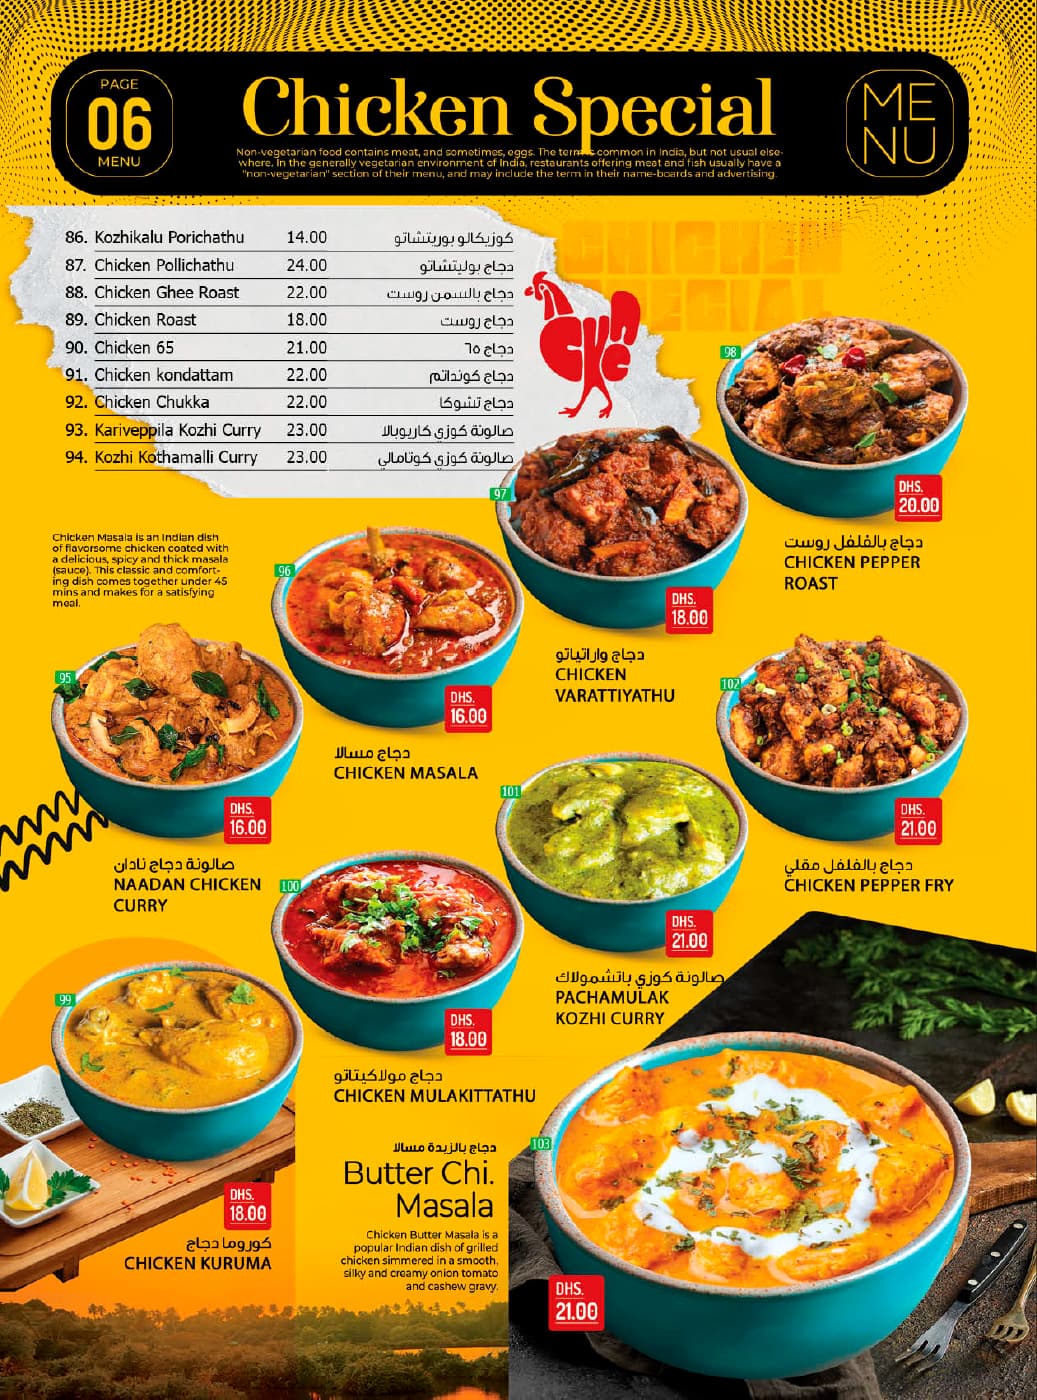 PAGE
06
MENU
Chicken Special
Non-vegetarian food contains meat, and sometimes, eggs. The term is common in India, but not usual else-
where. In the generally vegetarian environment of India, restaurants offering meat and fish usually have a
"non-vegetarian" section of their menu, and may include the term in their name-boards and advertising.
ME
NU
CHICKEN
SPECIAL
86. Kozhikalu Porichathu 14.00 كوزيكالو بوريتشاتو
87. Chicken Pollichathu 24.00 دجاج بوليتشاتو
88. Chicken Ghee Roast 22.00 دجاج بالسمن روست
89. Chicken Roast 18.00 دجاج روست
90. Chicken 65 21.00 دجاج ٦٥
91. Chicken kondattam 22.00 دجاج كونداتم
92. Chicken Chukka 22.00 دجاج تشوكا
93. Kariveppila Kozhi Curry 23.00 صالونة كوزي كاريوبالا
94. Kozhi Kothamalli Curry 23.00 صالونة كوزي كوتامالي
98
DHS.
20.00
دجاج بالفلفل روست
CHICKEN PEPPER
ROAST
97
DHS.
18.00
دجاج واراتياتو
CHICKEN
VARATTIYATHU
Chicken Masala is an Indian dish
of flavorsome chicken coated with
a delicious, spicy and thick masala
(sauce). This classic and comfort-
ing dish comes together under 45
mins and makes for a satisfying
meal.
96
DHS.
16.00
دجاج مسالا
CHICKEN MASALA
95
DHS.
16.00
صالونة دجاج نادان
NAADAN CHICKEN
CURRY
102
DHS.
21.00
دجاج بالفلفل مقلي
CHICKEN PEPPER FRY
101
DHS.
21.00
صالونة كوزي باتشمولاك
PACHAMULAK
KOZHI CURRY
100
DHS.
18.00
دجاج مولاكيتاتو
CHICKEN MULAKITTATHU
99
DHS.
18.00
كوروما دجاج
CHICKEN KURUMA
103
دجاج بالزبدة مسالا
Butter Chi.
Masala
Chicken Butter Masala is a
popular Indian dish of grilled
chicken simmered in a smooth,
silky and creamy onion tomato
and cashew gravy.
DHS.
21.00